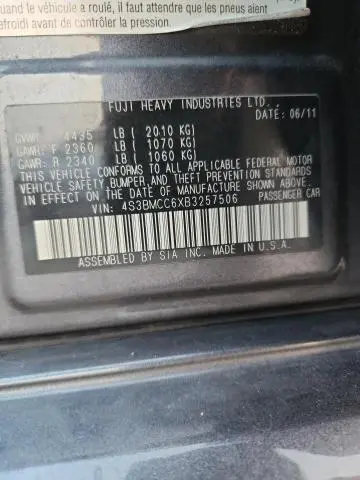 quand le véhicule a roulé, il faut attendre que les pneus aient
refroidi avant de contrôler la pression.
FUJI HEAVY INDUSTRIES LTD.
DATE: 06/11
GVWR: 4435 LB ( 2010 KG)
GAWR: F 2360 LB ( 1070 KG)
GAWR: R 2340 LB ( 1060 KG)
THIS VEHICLE CONFORMS TO ALL APPLICABLE FEDERAL MOTOR
VEHICLE SAFETY, BUMPER, AND THEFT PREVENTION STANDARDS
IN EFFECT ON THE DATE OF MANUFACTURE SHOWN ABOVE.
VIN: 4S3BMCC6XB3257506 PASSENGER CAR
ASSEMBLED BY SIA INC. MADE IN U.S.A.